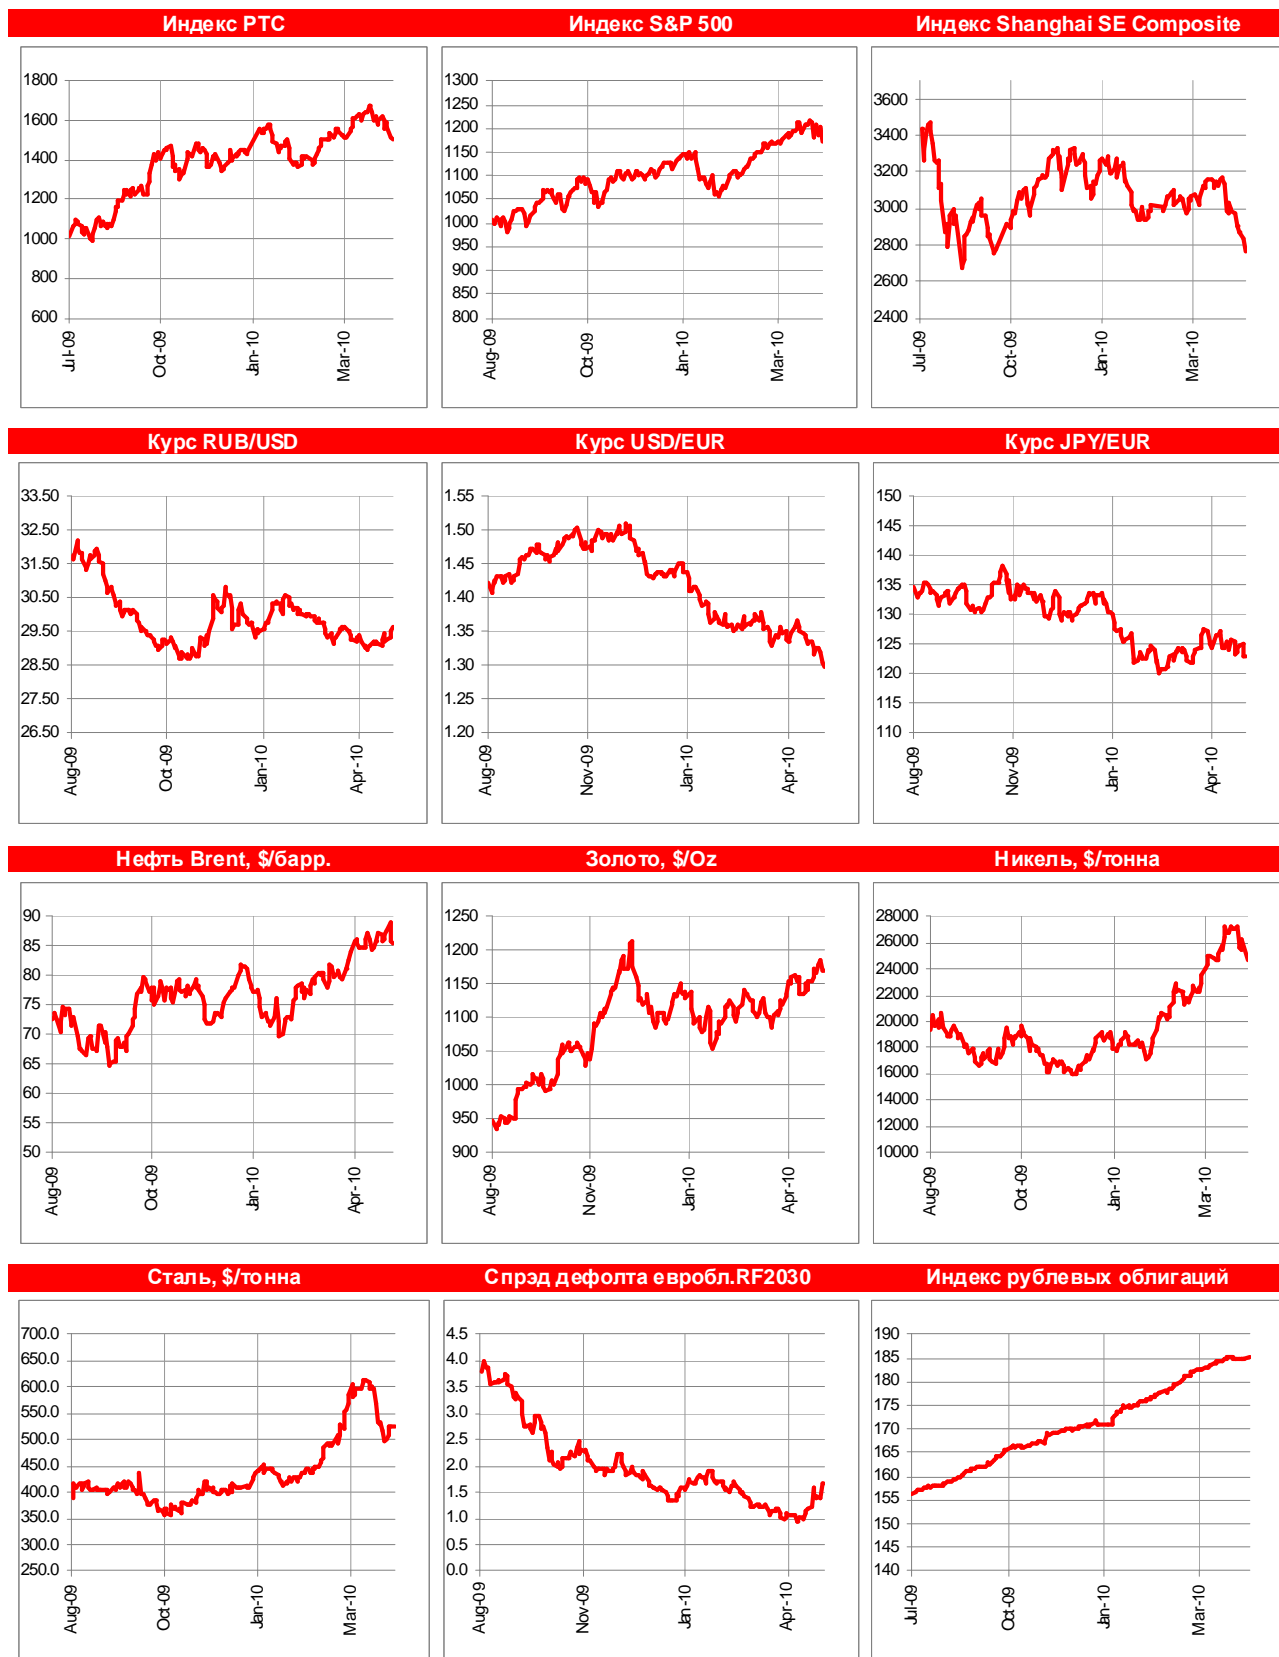 Индекс РТС
1800
1600
1400
1200
1000
800
600
Jul-09
Oct-09
Jan-10
Mar-10
Индекс S&P 500
1300
1250
1200
1150
1100
1050
1000
950
900
850
800
Aug-09
Oct-09
Jan-10
Mar-10
Индекс Shanghai SE Composite
3600
3400
3200
3000
2800
2600
2400
Jul-09
Oct-09
Jan-10
Mar-10
Курс RUB/USD
33.50
32.50
31.50
30.50
29.50
28.50
27.50
26.50
Aug-09
Oct-09
Jan-10
Apr-10
Курс USD/EUR
1.55
1.50
1.45
1.40
1.35
1.30
1.25
1.20
Aug-09
Nov-09
Jan-10
Apr-10
Курс JPY/EUR
150
145
140
135
130
125
120
115
110
Aug-09
Nov-09
Jan-10
Apr-10
Нефть Brent, $/барр.
90
85
80
75
70
65
60
55
50
Aug-09
Oct-09
Jan-10
Apr-10
Золото, $/Oz
1250
1200
1150
1100
1050
1000
950
900
Aug-09
Nov-09
Jan-10
Apr-10
Никель, $/тонна
28000
26000
24000
22000
20000
18000
16000
14000
12000
10000
Aug-09
Oct-09
Jan-10
Mar-10
Сталь, $/тонна
700.0
650.0
600.0
550.0
500.0
450.0
400.0
350.0
300.0
250.0
Aug-09
Oct-09
Jan-10
Mar-10
Спрэд дефолта евробл.RF2030
4.5
4.0
3.5
3.0
2.5
2.0
1.5
1.0
0.5
0.0
Aug-09
Nov-09
Jan-10
Apr-10
Индекс рублевых облигаций
190
185
180
175
170
165
160
155
150
145
140
Jul-09
Oct-09
Jan-10
Mar-10